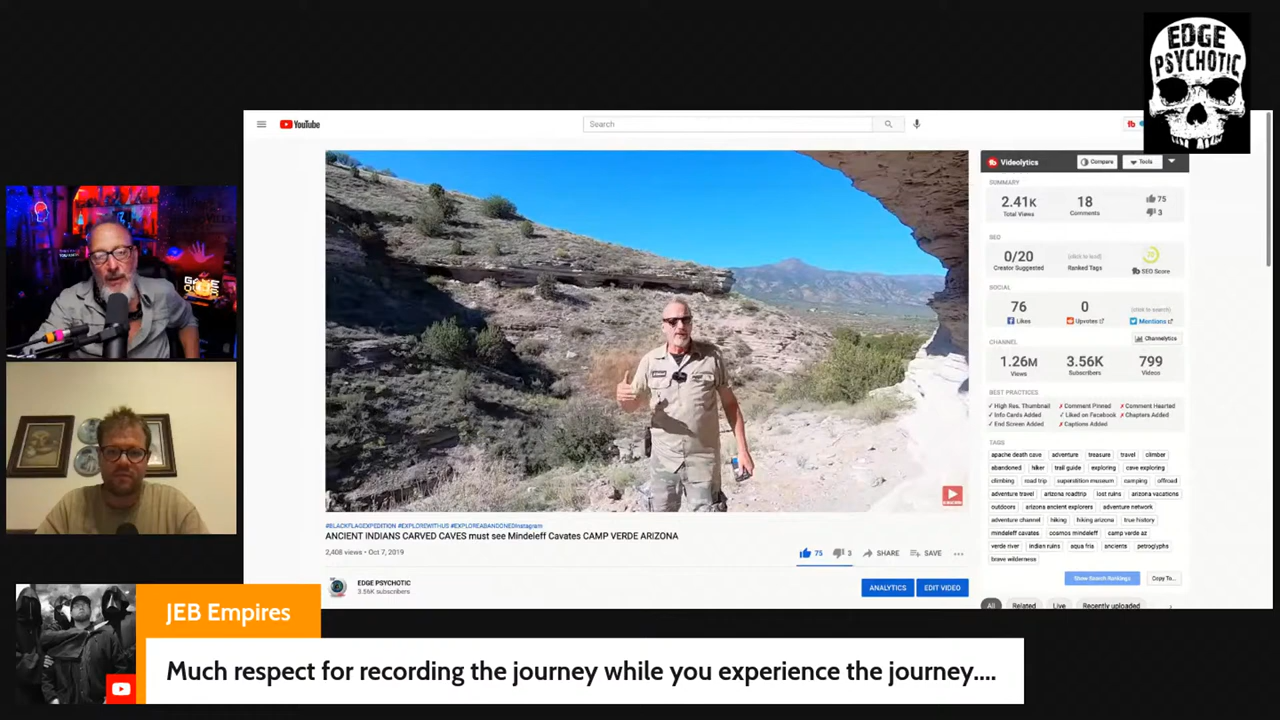 EDGE
PSYCHOTIC
YouTube
Search
Videolytics
Compare
Tools
SUMMARY
2.41K
Total Views
18
Comments
75
3
SEO
0/20
Creator Suggested
[click to load]
Ranked Tags
SEO Score
SOCIAL
76
Likes
0
Upvotes
[click to search]
Mentions
CHANNEL
Channelytics
1.26M
Views
3.56K
Subscribers
799
Videos
BEST PRACTICES
✓ High Res. Thumbnail
✗ Comment Pinned
✗ Comment Hearted
✓ Info Cards Added
✓ Liked on Facebook
✗ Chapters Added
✓ End Screen Added
✗ Captions Added
TAGS
apache death cave adventure treasure travel climber
abandoned hiker trail guide exploring cave exploring
climbing road trip superstition museum camping offroad
adventure travel arizona roadtrip lost ruins arizona vacations
outdoors arizona ancient explorers adventure network
adventure channel hiking hiking arizona true history
mindeleff cavates cosmos mindeleff camp verde az
verde river indian ruins aqua fria ancients petroglyphs
brave wilderness
Show Search Rankings
Copy To...
All Related Live Recently uploaded
GAME
#BLACKFLAGEXPEDITION #EXPLOREWITHUS #EXPLOREABANDONEDInstagram
ANCIENT INDIANS CARVED CAVES must see Mindeleff Cavates CAMP VERDE ARIZONA
2,408 views • Oct 7, 2019
75 3 SHARE SAVE
EDGE PSYCHOTIC
3.56K subscribers
ANALYTICS
EDIT VIDEO
JEB Empires
Much respect for recording the journey while you experience the journey....